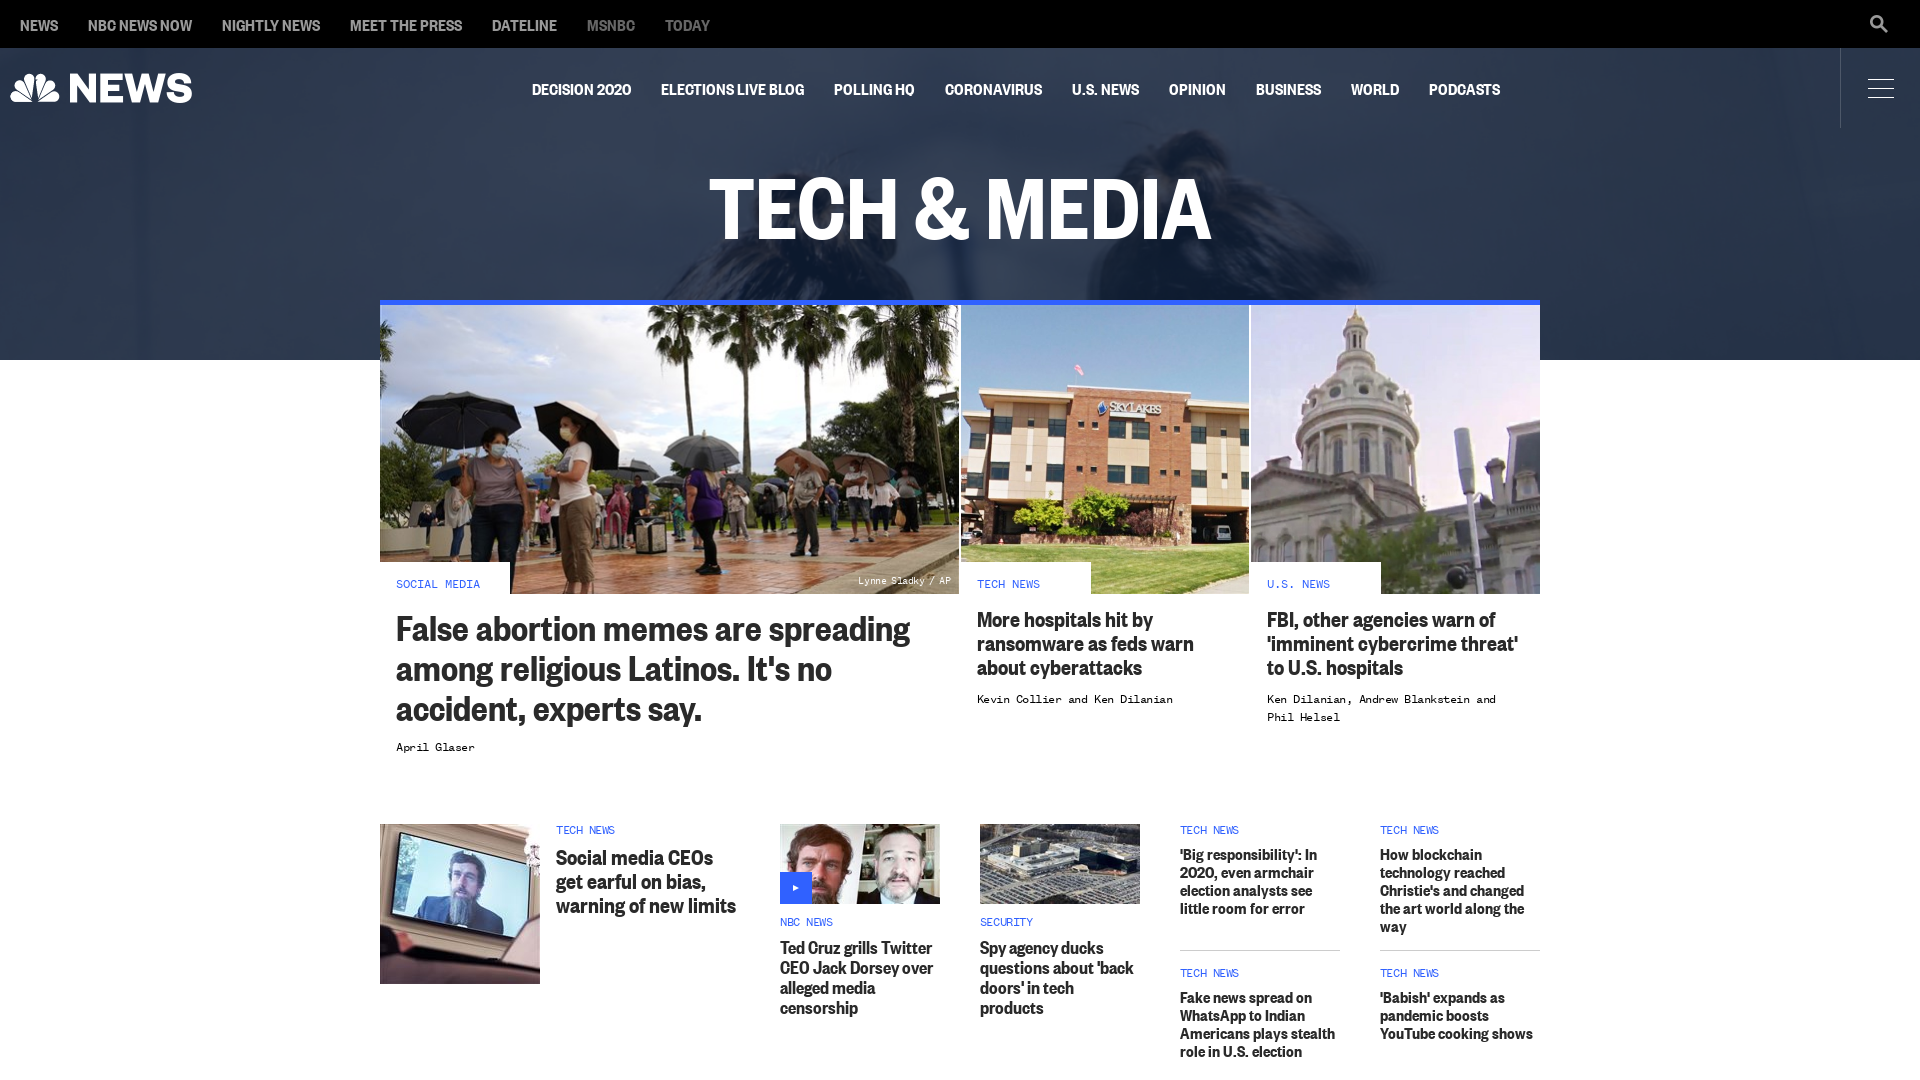 NEWS
NBC NEWS NOW
NIGHTLY NEWS
MEET THE PRESS
DATELINE
MSNBC
TODAY
NEWS
DECISION 2020
ELECTIONS LIVE BLOG
POLLING HQ
CORONAVIRUS
U.S. NEWS
OPINION
BUSINESS
WORLD
PODCASTS
TECH & MEDIA
SKY LAKES
Lynne Sladky / AP
SOCIAL MEDIA
False abortion memes are spreading
among religious Latinos. It's no
accident, experts say.
April Glaser
TECH NEWS
More hospitals hit by
ransomware as feds warn
about cyberattacks
Kevin Collier and Ken Dilanian
U.S. NEWS
FBI, other agencies warn of
'imminent cybercrime threat'
to U.S. hospitals
Ken Dilanian, Andrew Blankstein and
Phil Helsel
TECH NEWS
Social media CEOs
get earful on bias,
warning of new limits
NBC NEWS
Ted Cruz grills Twitter
CEO Jack Dorsey over
alleged media
censorship
SECURITY
Spy agency ducks
questions about 'back
doors' in tech
products
TECH NEWS
'Big responsibility': In
2020, even armchair
election analysts see
little room for error
TECH NEWS
Fake news spread on
WhatsApp to Indian
Americans plays stealth
role in U.S. election
TECH NEWS
How blockchain
technology reached
Christie's and changed
the art world along the
way
TECH NEWS
'Babish' expands as
pandemic boosts
YouTube cooking shows